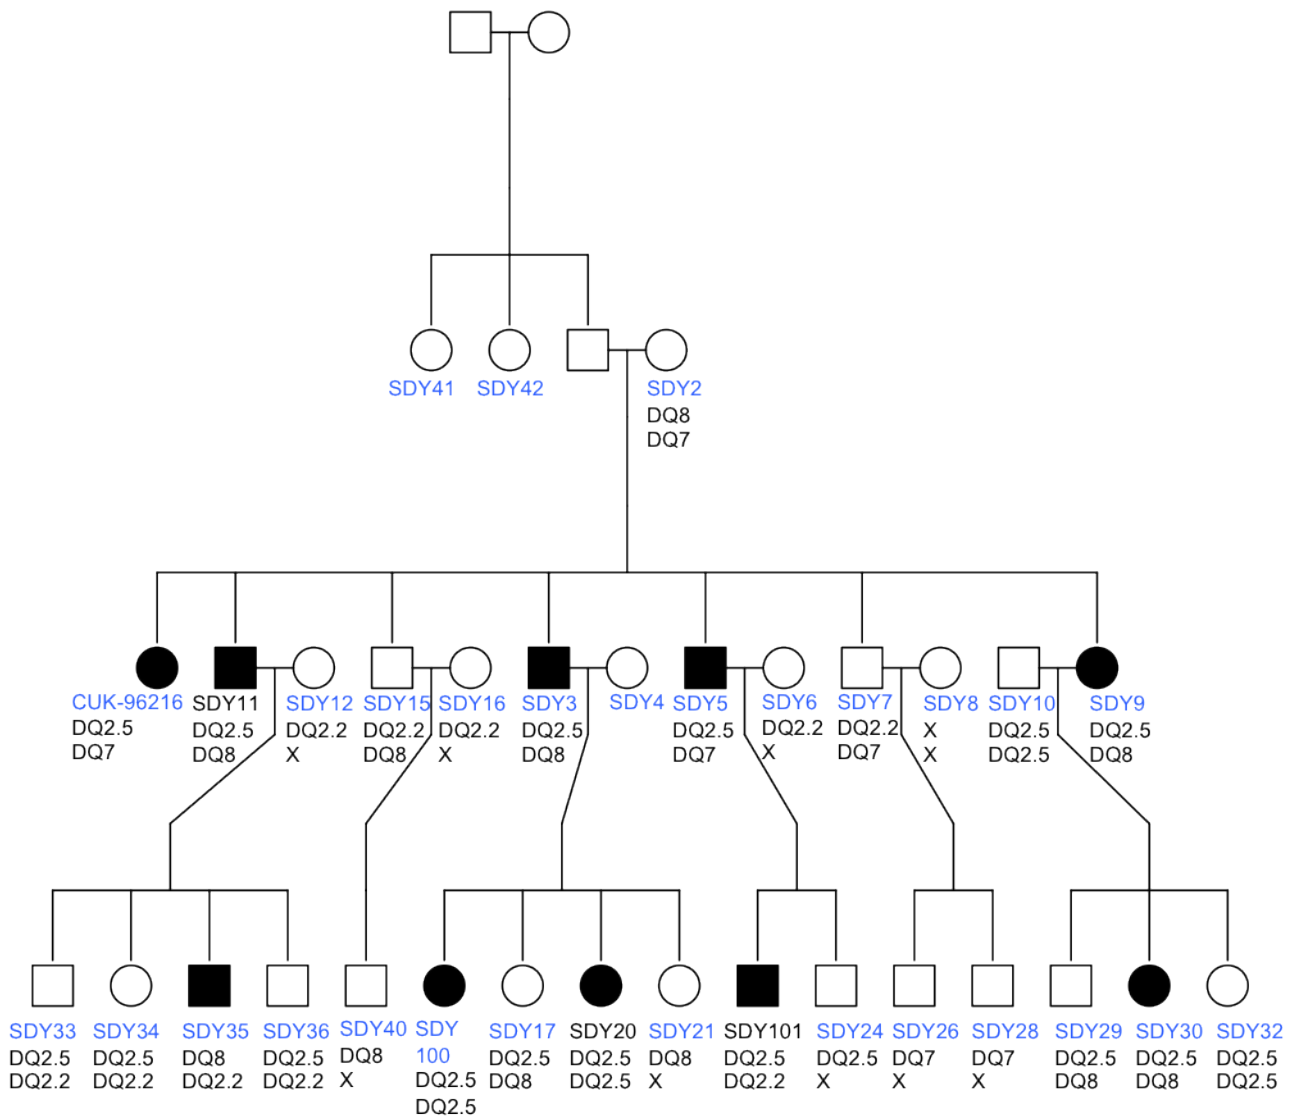 SDY41
SDY42
SDY2
DQ8
DQ7
CUK-96216
DQ2.5
DQ7
SDY11
DQ2.5
DQ8
SDY12
DQ2.2
X
SDY15
DQ2.2
DQ8
SDY16
DQ2.2
X
SDY3
DQ2.5
DQ8
SDY4
SDY5
DQ2.5
DQ7
SDY6
DQ2.2
X
SDY7
DQ2.2
DQ7
SDY8
X
X
SDY10
DQ2.5
DQ2.5
SDY9
DQ2.5
DQ8
SDY33
DQ2.5
DQ2.2
SDY34
DQ2.5
DQ2.2
SDY35
DQ8
DQ2.2
SDY36
DQ2.5
DQ2.2
SDY40
DQ8
X
SDY
100
DQ2.5
DQ2.5
SDY17
DQ2.5
DQ8
SDY20
DQ2.5
DQ2.5
SDY21
DQ8
X
SDY101
DQ2.5
DQ2.2
SDY24
DQ2.5
X
SDY26
DQ7
X
SDY28
DQ7
X
SDY29
DQ2.5
DQ8
SDY30
DQ2.5
DQ8
SDY32
DQ2.5
DQ2.5